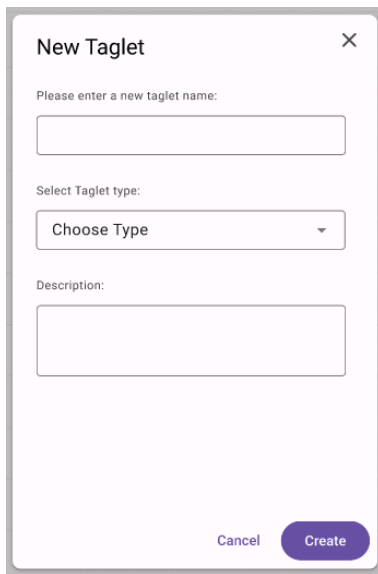 New Taglet
Please enter a new taglet name:
Select Taglet type:
Choose Type
Description:
Cancel Create